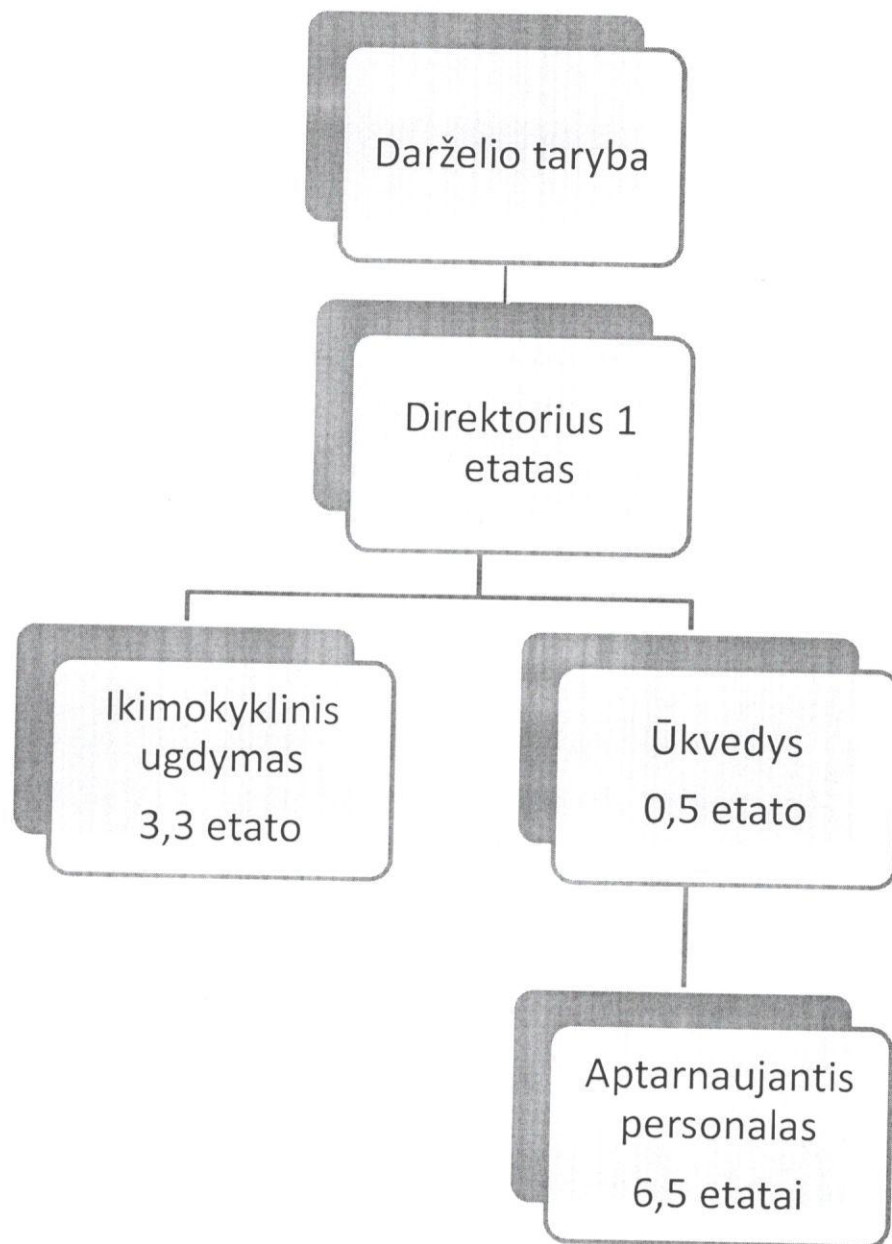 Darželio taryba
Direktorius 1
etatas
Ikimokyklinis
ugdymas
3,3 etato
Ūkvedys
0,5 etato
Aptarnaujantis
personalas
6,5 etatai